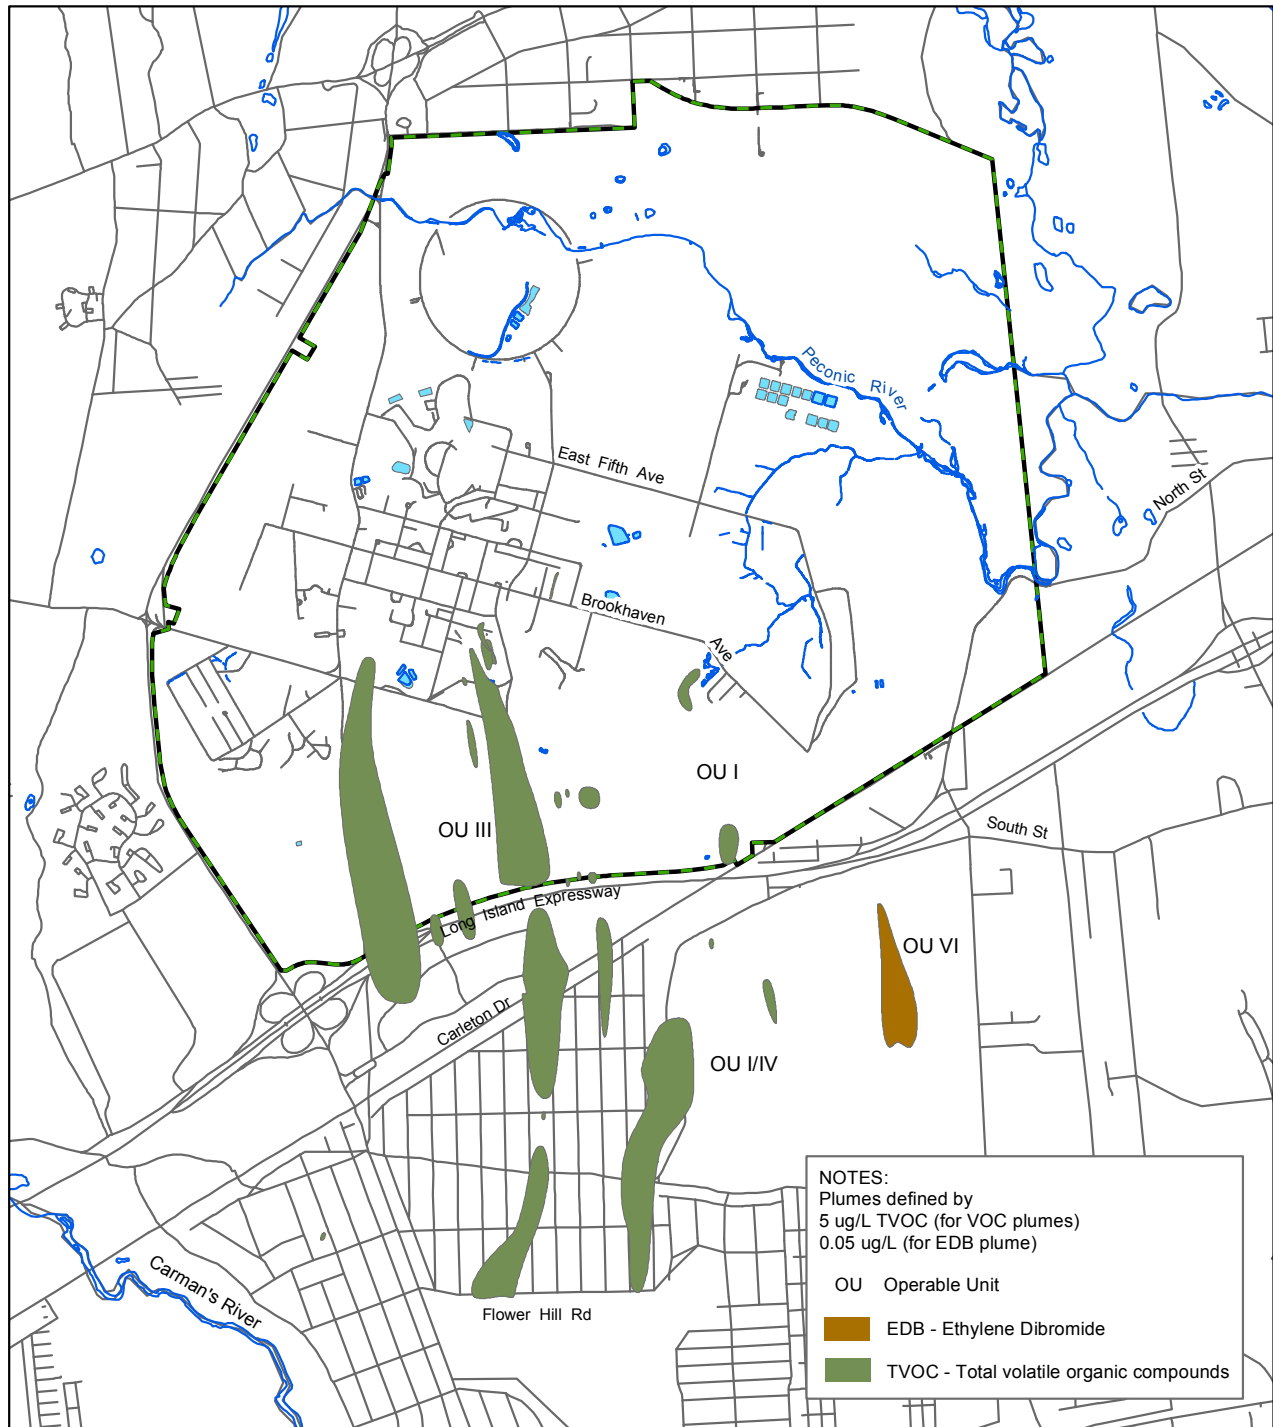 Peconic River
North St
East Fifth Ave
Brookhaven
Ave
OU I
OU III
South St
Long Island Expressway
OU VI
Carleton Dr
OU I/IV
Carman's River
Flower Hill Rd
NOTES:
Plumes defined by
5 ug/L TVOC (for VOC plumes)
0.05 ug/L (for EDB plume)
OU Operable Unit
EDB - Ethylene Dibromide
TVOC - Total volatile organic compounds